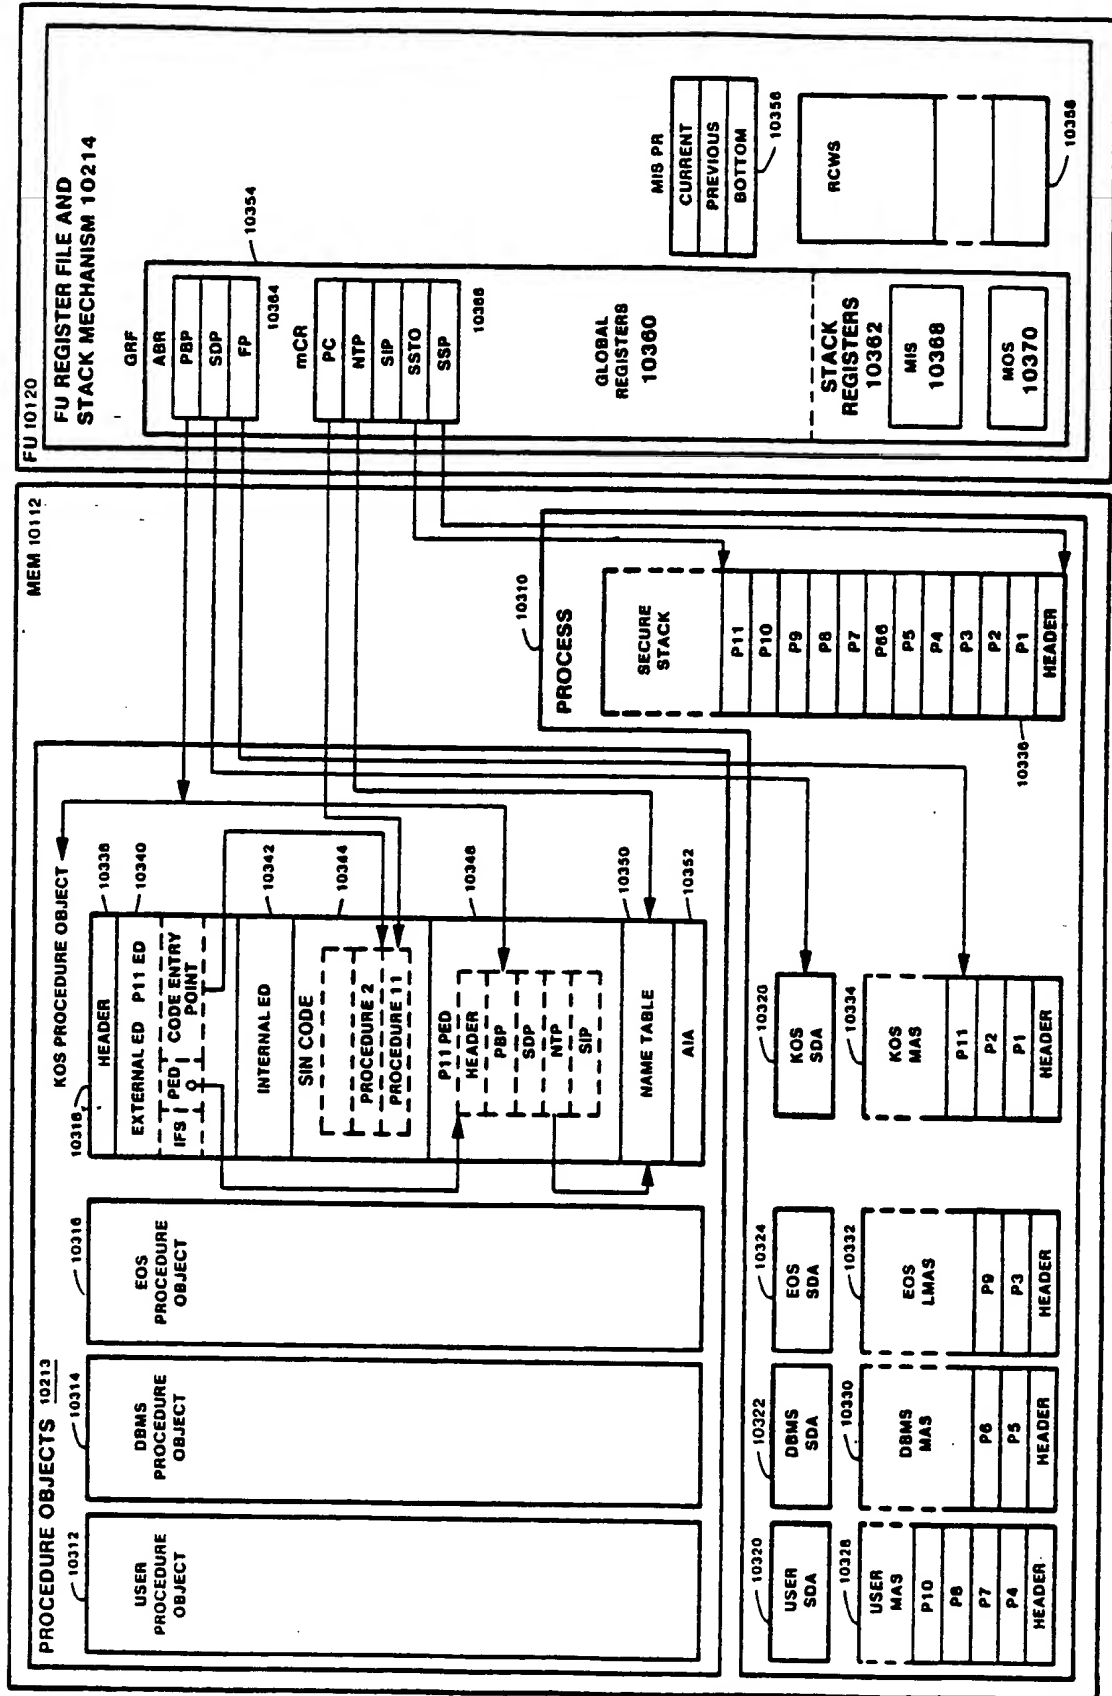 PROCEDURE OBJECTS 10213
10312
USER
PROCEDURE
OBJECT
10314
DBMS
PROCEDURE
OBJECT
10316
EOS
PROCEDURE
OBJECT
KOS PROCEDURE OBJECT
10318
HEADER
10338
EXTERNAL ED P11 ED
10340
IFS PED CODE ENTRY
POINT
INTERNAL ED
10342
SIN CODE
10344
PROCEDURE 2
PROCEDURE 11
P11 PED
10348
HEADER
PBP
SDP
NTP
SIP
NAME TABLE
10350
AIA
10352
MEM 10112
10320
USER
SDA
10322
DBMS
SDA
10324
EOS
SDA
10320
KOS
SDA
10328
USER
MAS
P10
P8
P7
P4
HEADER
10330
DBMS
MAS
P6
P5
HEADER
10332
EOS
LMAS
P9
P3
HEADER
10334
KOS
MAS
P11
P2
P1
HEADER
10310
PROCESS
SECURE
STACK
P11
P10
P9
P8
P7
P66
P5
P4
P3
P2
P1
HEADER
10336
FU 10120
FU REGISTER FILE AND
STACK MECHANISM 10214
GRF
10354
ABR
PBP
SDP
FP
10364
mCR
PC
NTP
SIP
SSTO
SSP
10366
GLOBAL
REGISTERS
10360
STACK
REGISTERS
10362
MIS
10368
MOS
10370
MIS PR
CURRENT
PREVIOUS
BOTTOM
10356
RCWS
10358